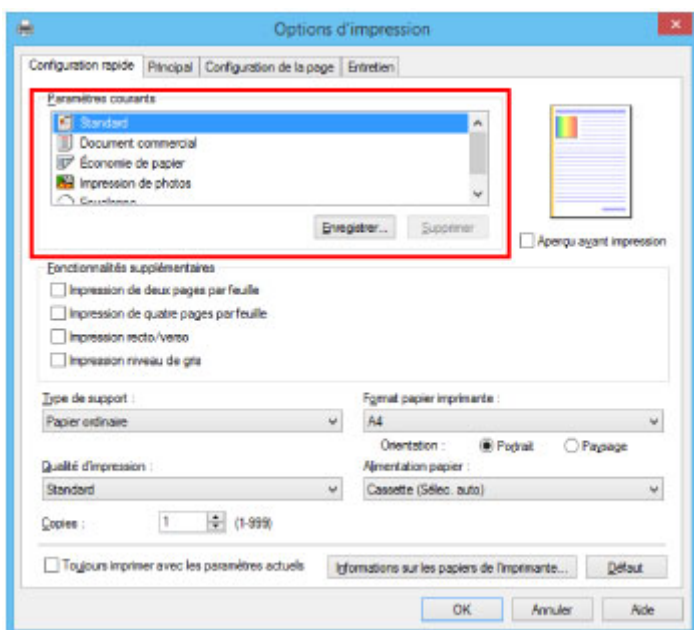 Options d'impression
Configuration rapide Principal Configuration de la page Entretien
Paramètres courants
Standard
Document commercial
Économie de papier
Impression de photos
Enveloppe
Enregistrer... Supprimer
Aperçu avant impression
Fonctionnalités supplémentaires
Impression de deux pages par feuille
Impression de quatre pages par feuille
Impression recto/verso
Impression niveau de gris
Type de support :
Papier ordinaire
Format papier imprimante :
A4
Orientation : Portrait Paysage
Qualité d'impression :
Standard
Alimentation papier :
Cassette (Sélec. auto)
Copies : 1 (1-999)
Toujours imprimer avec les paramètres actuels Informations sur les papiers de l'imprimante... Défaut
OK Annuler Aide